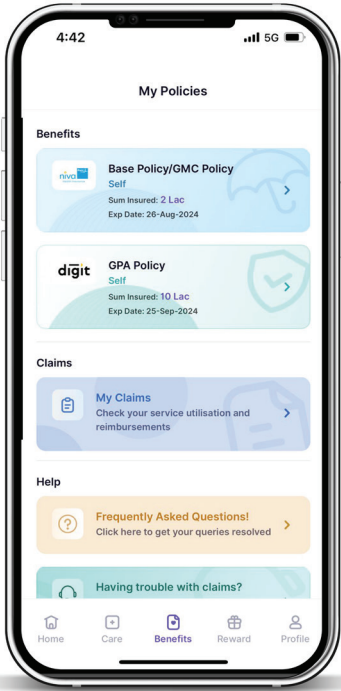 4:42
5G
My Policies
Benefits
niva
Base Policy/GMC Policy
Self
Sum Insured: 2 Lac
Exp Date: 26-Aug-2024
digit
GPA Policy
Self
Sum Insured: 10 Lac
Exp Date: 25-Sep-2024
Claims
My Claims
Check your service utilisation and
reimbursements
Help
Frequently Asked Questions!
Click here to get your queries resolved
Having trouble with claims?
Home
Care
Benefits
Reward
Profile